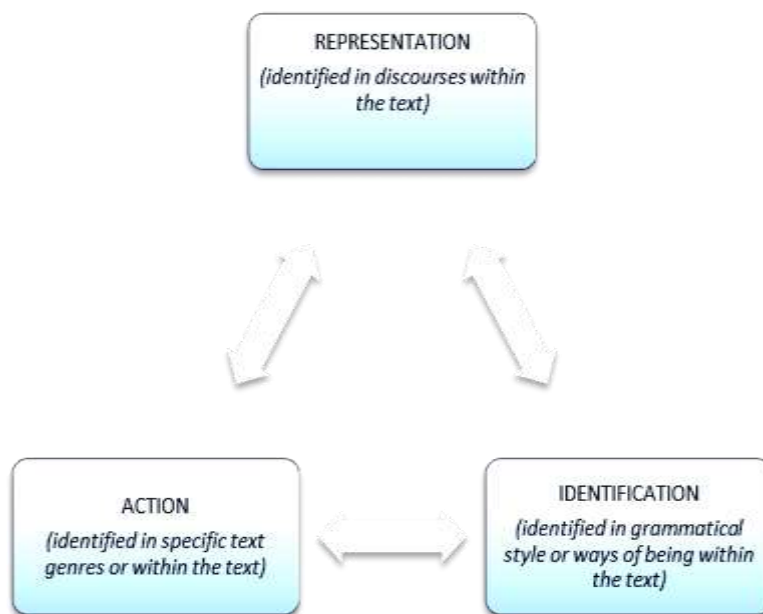 REPRESENTATION
(identified in discourses within
the text)
ACTION
(identified in specific text
genres or within the text)
IDENTIFICATION
(identified in grammatical
style or ways of being within
the text)